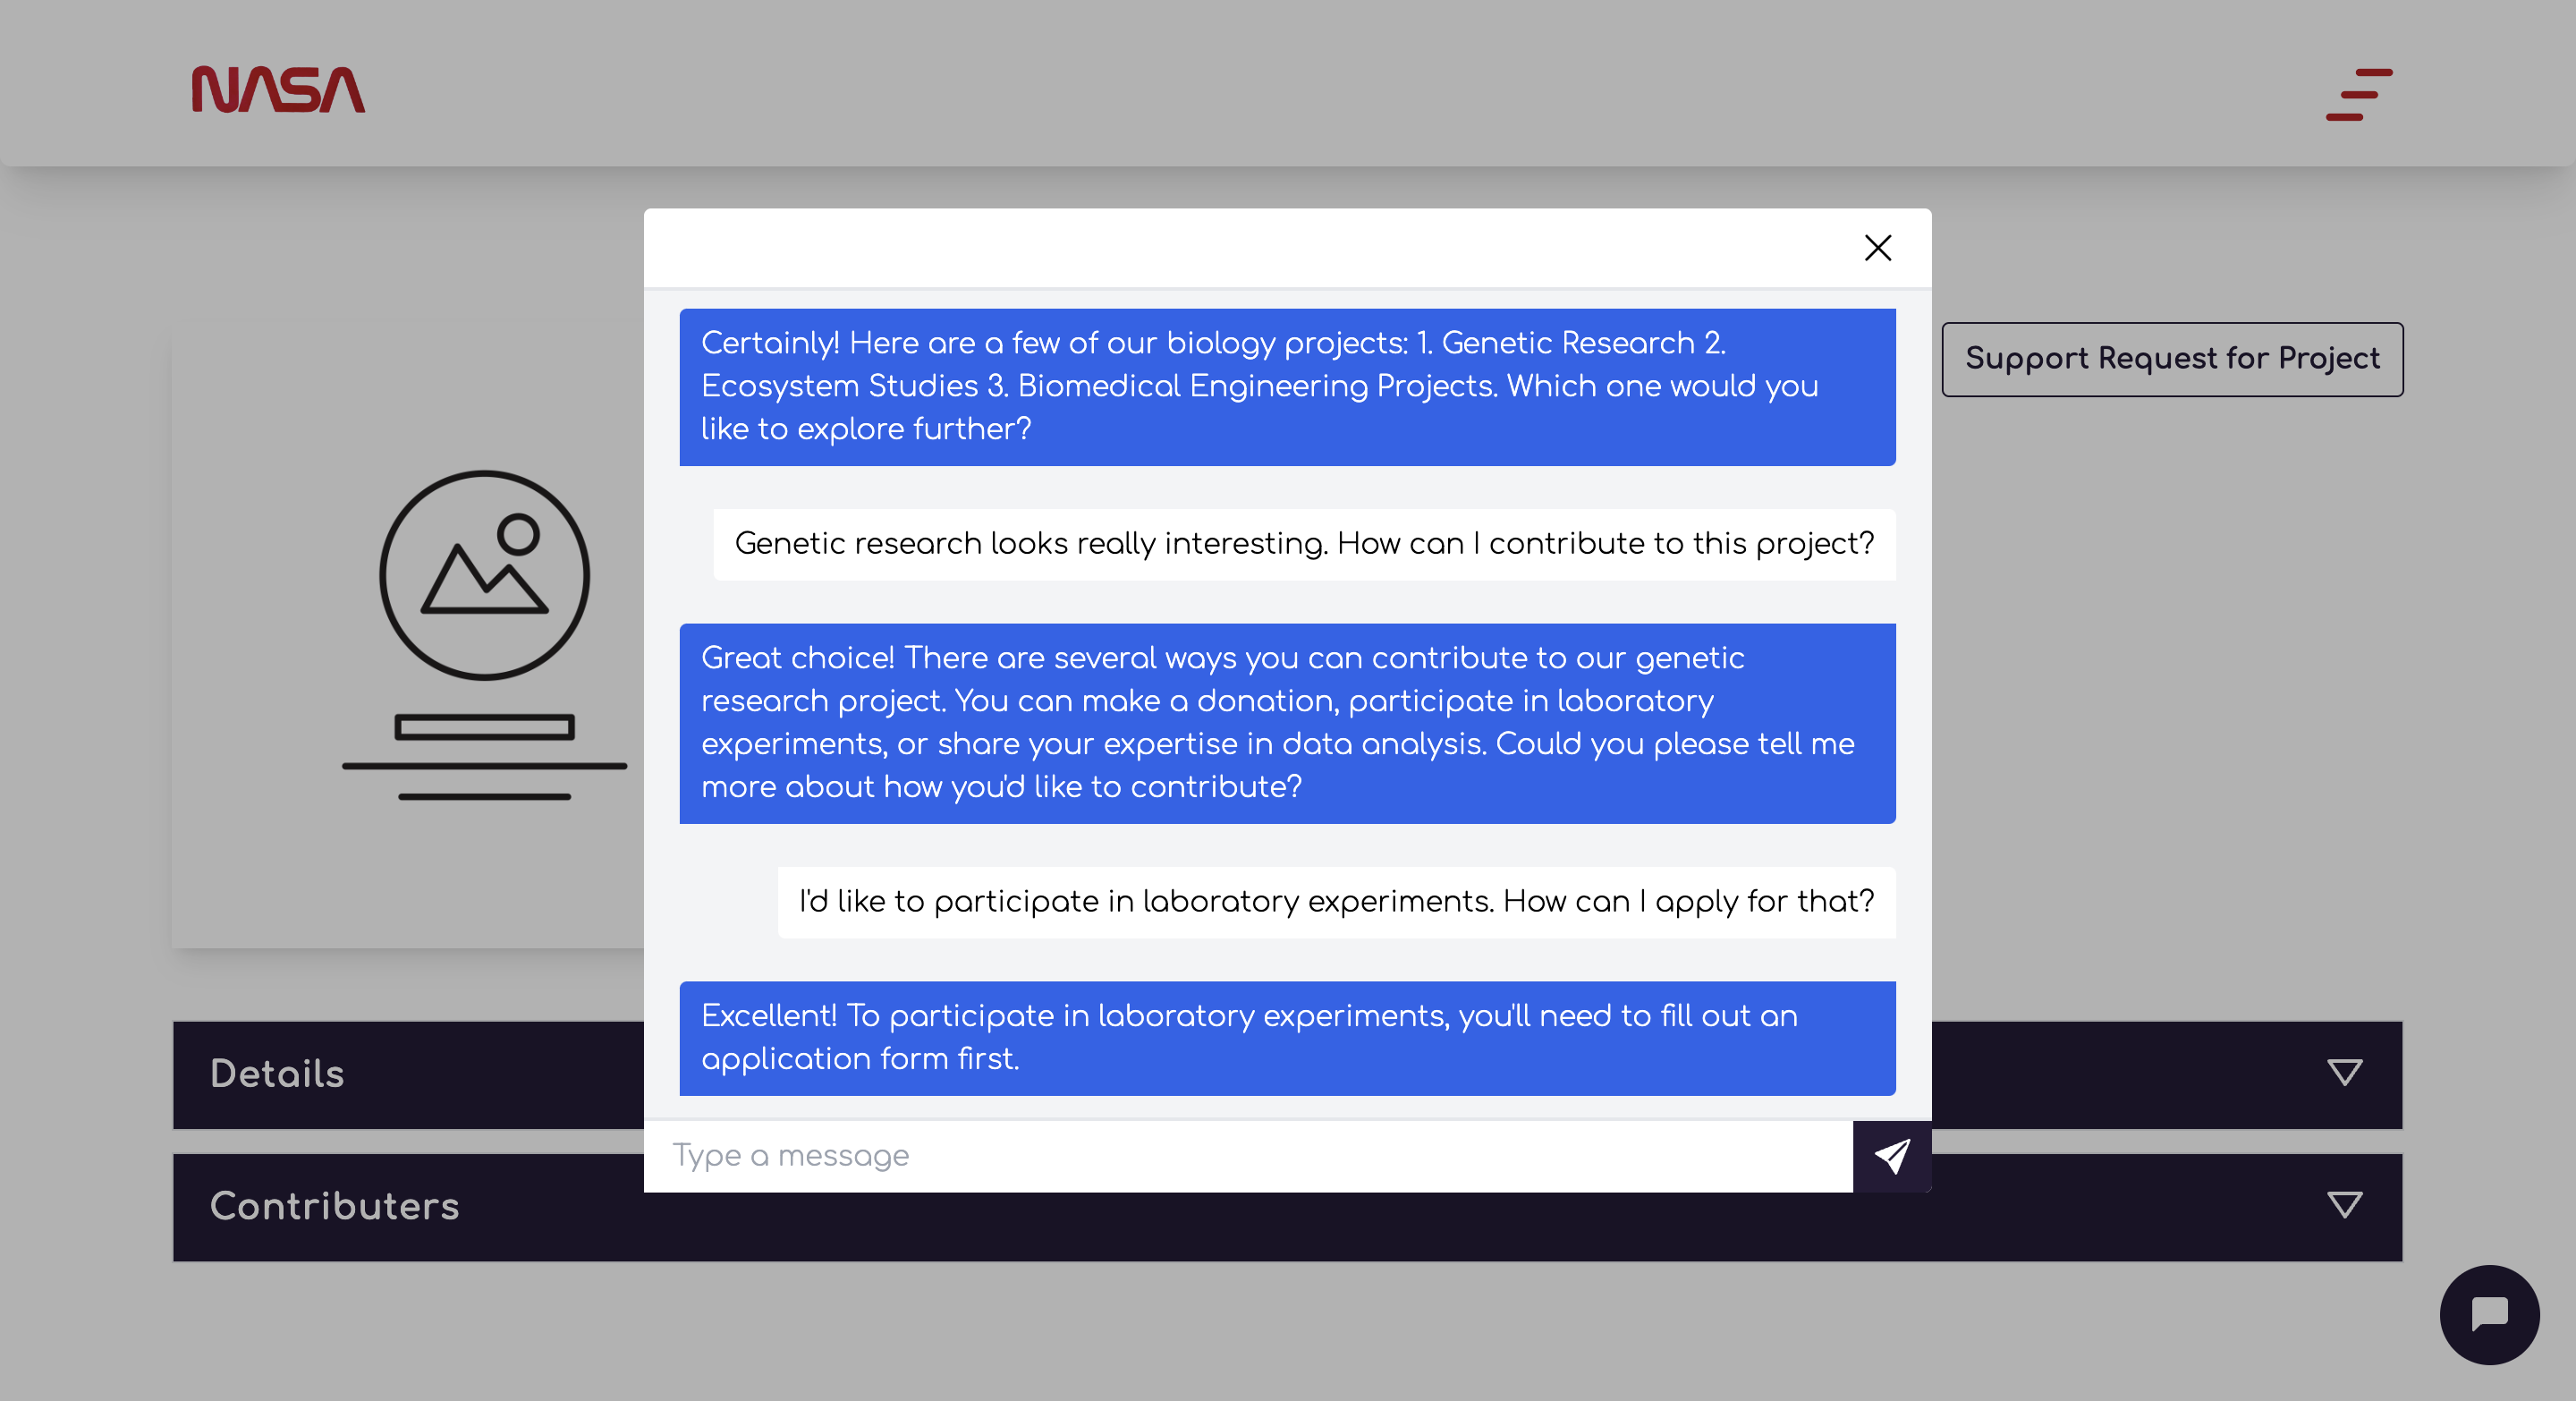 NASA
Support Request for Project
Certainly! Here are a few of our biology projects: 1. Genetic Research 2.
Ecosystem Studies 3. Biomedical Engineering Projects. Which one would you
like to explore further?
Genetic research looks really interesting. How can I contribute to this project?
Great choice! There are several ways you can contribute to our genetic
research project. You can make a donation, participate in laboratory
experiments, or share your expertise in data analysis. Could you please tell me
more about how you'd like to contribute?
I'd like to participate in laboratory experiments. How can I apply for that?
Excellent! To participate in laboratory experiments, you'll need to fill out an
application form first.
Type a message
Details
Contributers